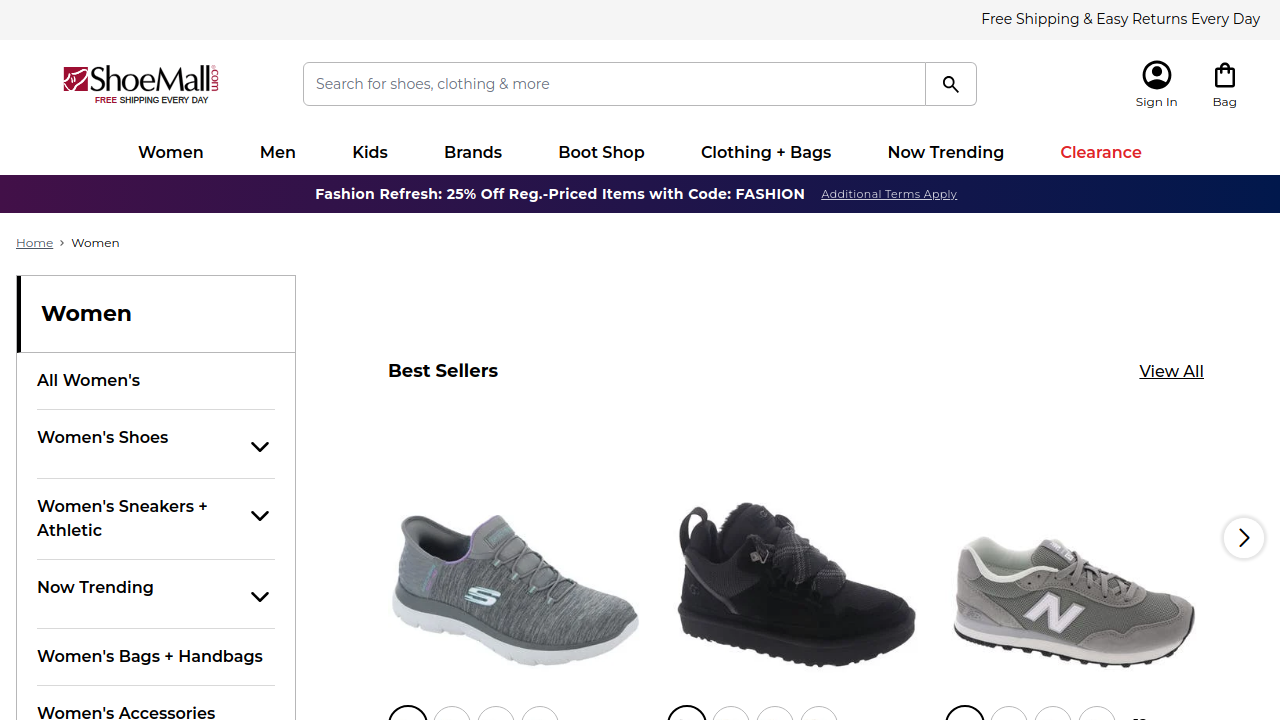 Free Shipping & Easy Returns Every Day
ShoeMall.com
FREE SHIPPING EVERY DAY
Search for shoes, clothing & more
Sign In
Bag
Women
Men
Kids
Brands
Boot Shop
Clothing + Bags
Now Trending
Clearance
Fashion Refresh: 25% Off Reg.-Priced Items with Code: FASHION
Additional Terms Apply
Home › Women
Women
All Women's
Women's Shoes
Women's Sneakers +
Athletic
Now Trending
Women's Bags + Handbags
Women's Accessories
Best Sellers
View All